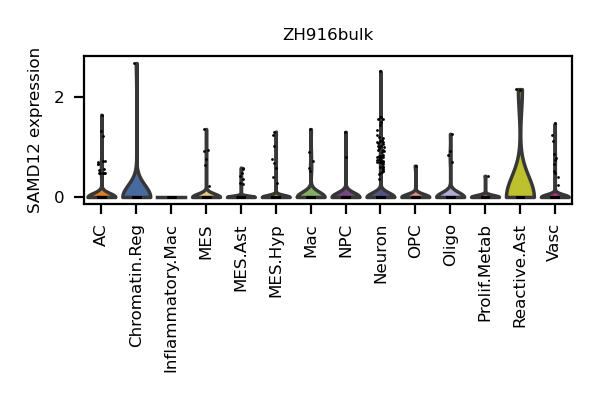 ZH916bulk
SAMD12 expression
2
0
AC
Chromatin.Reg
Inflammatory.Mac
MES
MES.Ast
MES.Hyp
Mac
NPC
Neuron
OPC
Oligo
Prolif.Metab
Reactive.Ast
Vasc